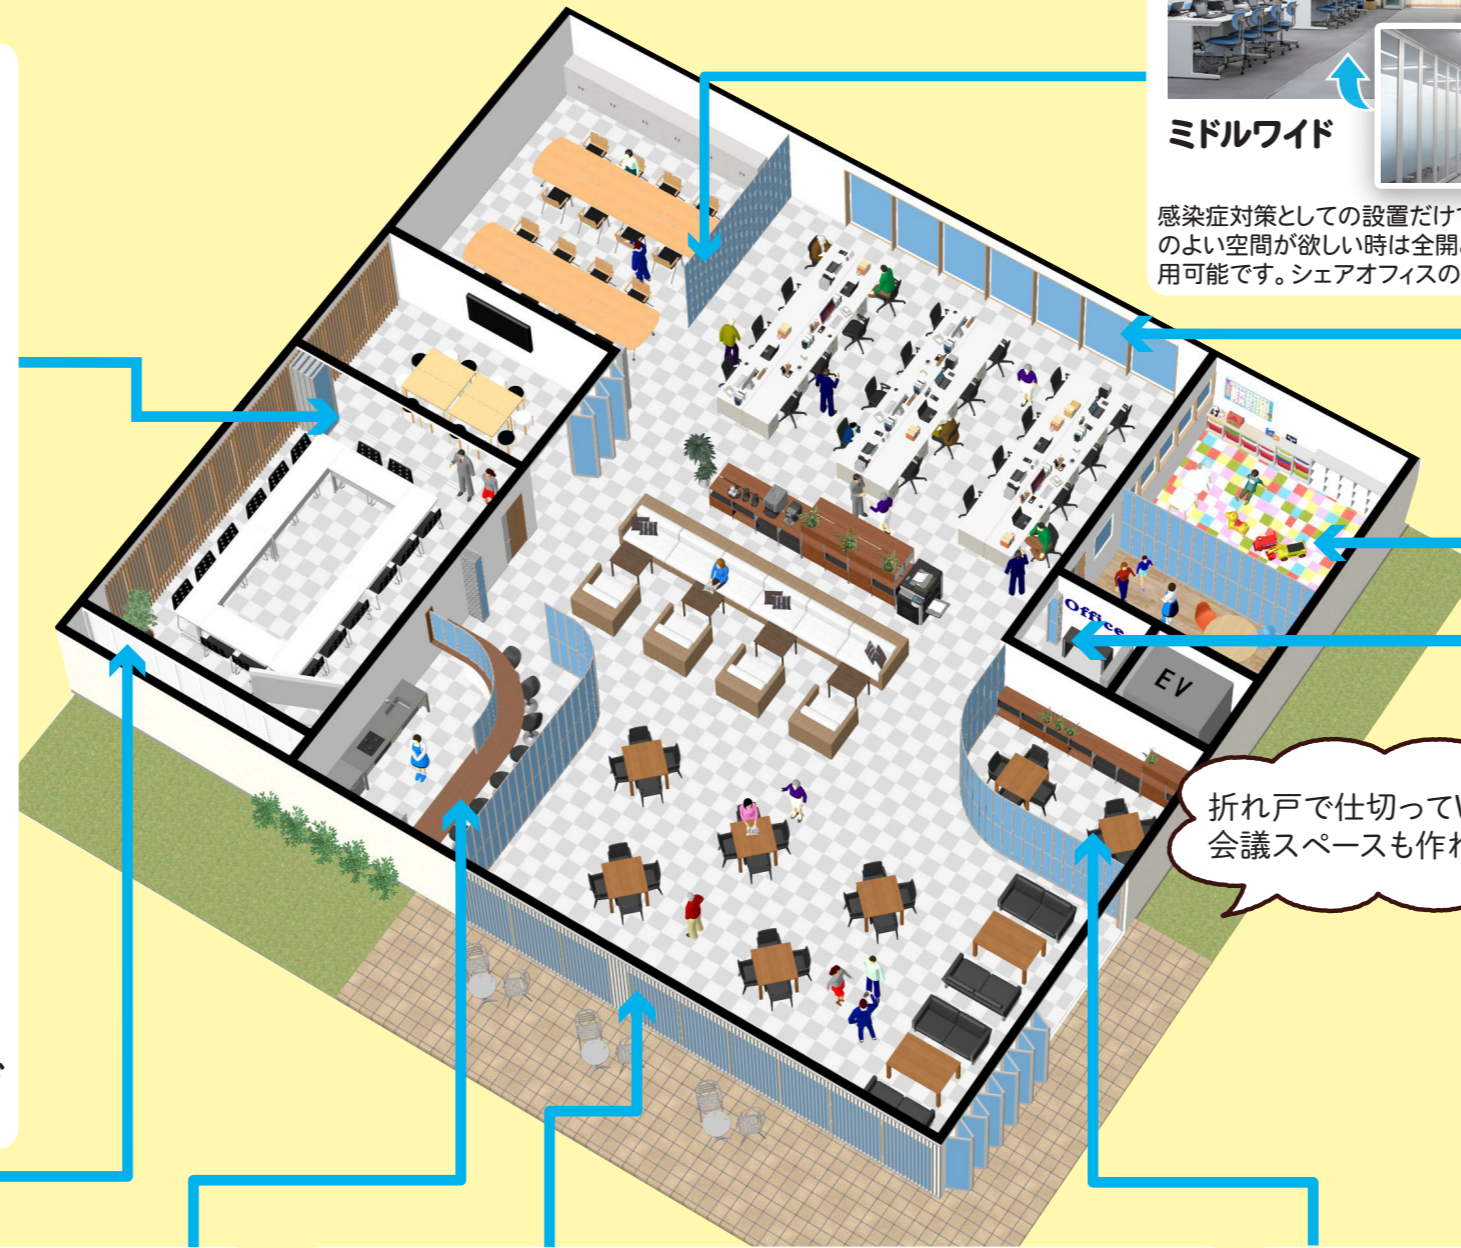 ミドルワイド
感染症対策としての設置だけ
のよい空間が欲しい時は全開
用可能です。シェアオフィスの
Office
EV
折れ戸で仕切って
会議スペースも作